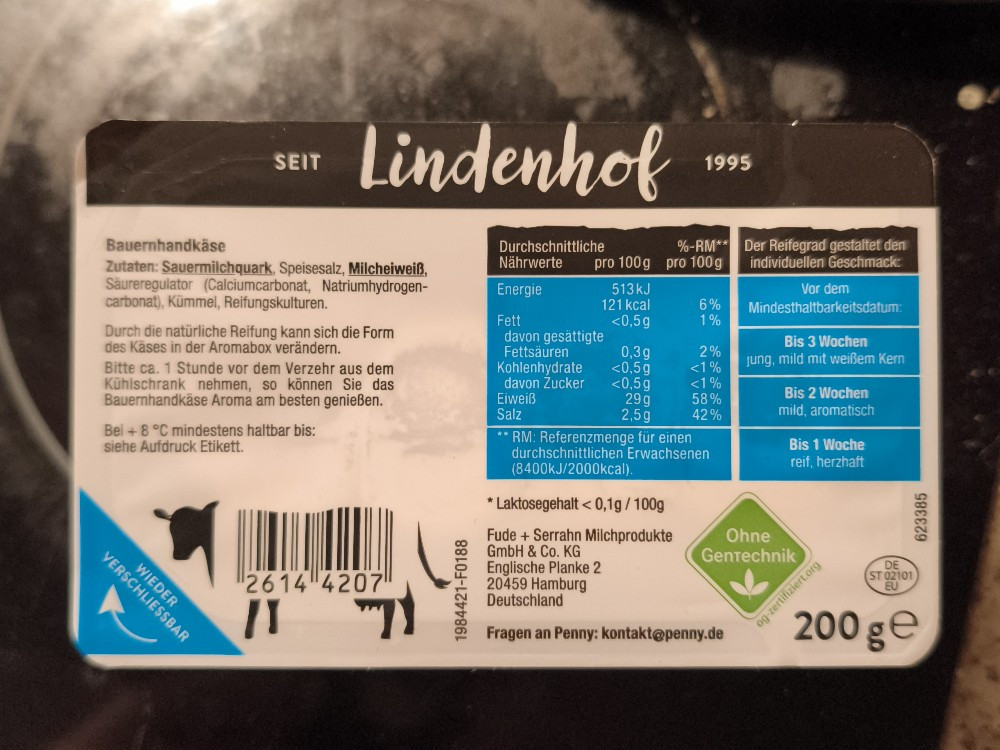 SEIT Lindenhof 1995
Bauernhandkäse
Zutaten: Sauermilchquark, Speisesalz, Milcheiweiß,
Säureregulator (Calciumcarbonat, Natriumhydrogen-
carbonat), Kümmel, Reifungskulturen.
Durch die natürliche Reifung kann sich die Form
des Käses in der Aromabox verändern.
Bitte ca. 1 Stunde vor dem Verzehr aus dem
Kühlschrank nehmen, so können Sie das
Bauernhandkäse Aroma am besten genießen.
Bei + 8 °C mindestens haltbar bis:
siehe Aufdruck Etikett.
WIEDER
VERSCHLIESSBAR
2614 4207
1984421-F0188
Durchschnittliche %-RM**
Nährwerte pro 100g pro 100g
Energie 513 kJ
121 kcal 6%
Fett <0,5g 1%
davon gesättigte
Fettsäuren 0,3g 2%
Kohlenhydrate <0,5g <1%
davon Zucker <0,5g <1%
Eiweiß 29g 58%
Salz 2,5g 42%
** RM: Referenzmenge für einen
durchschnittlichen Erwachsenen
(8400kJ/2000kcal).
Der Reifegrad gestaltet den
individuellen Geschmack:
Vor dem
Mindesthaltbarkeitsdatum:
Bis 3 Wochen
jung, mild mit weißem Kern
Bis 2 Wochen
mild, aromatisch
Bis 1 Woche
reif, herzhaft
* Laktosegehalt < 0,1g / 100g
Fude + Serrahn Milchprodukte
GmbH & Co. KG
Englische Planke 2
20459 Hamburg
Deutschland
Fragen an Penny: kontakt@penny.de
Ohne
GenTechnik
og-zertifiziert.org
623385
DE
ST 02101
EU
200 g e